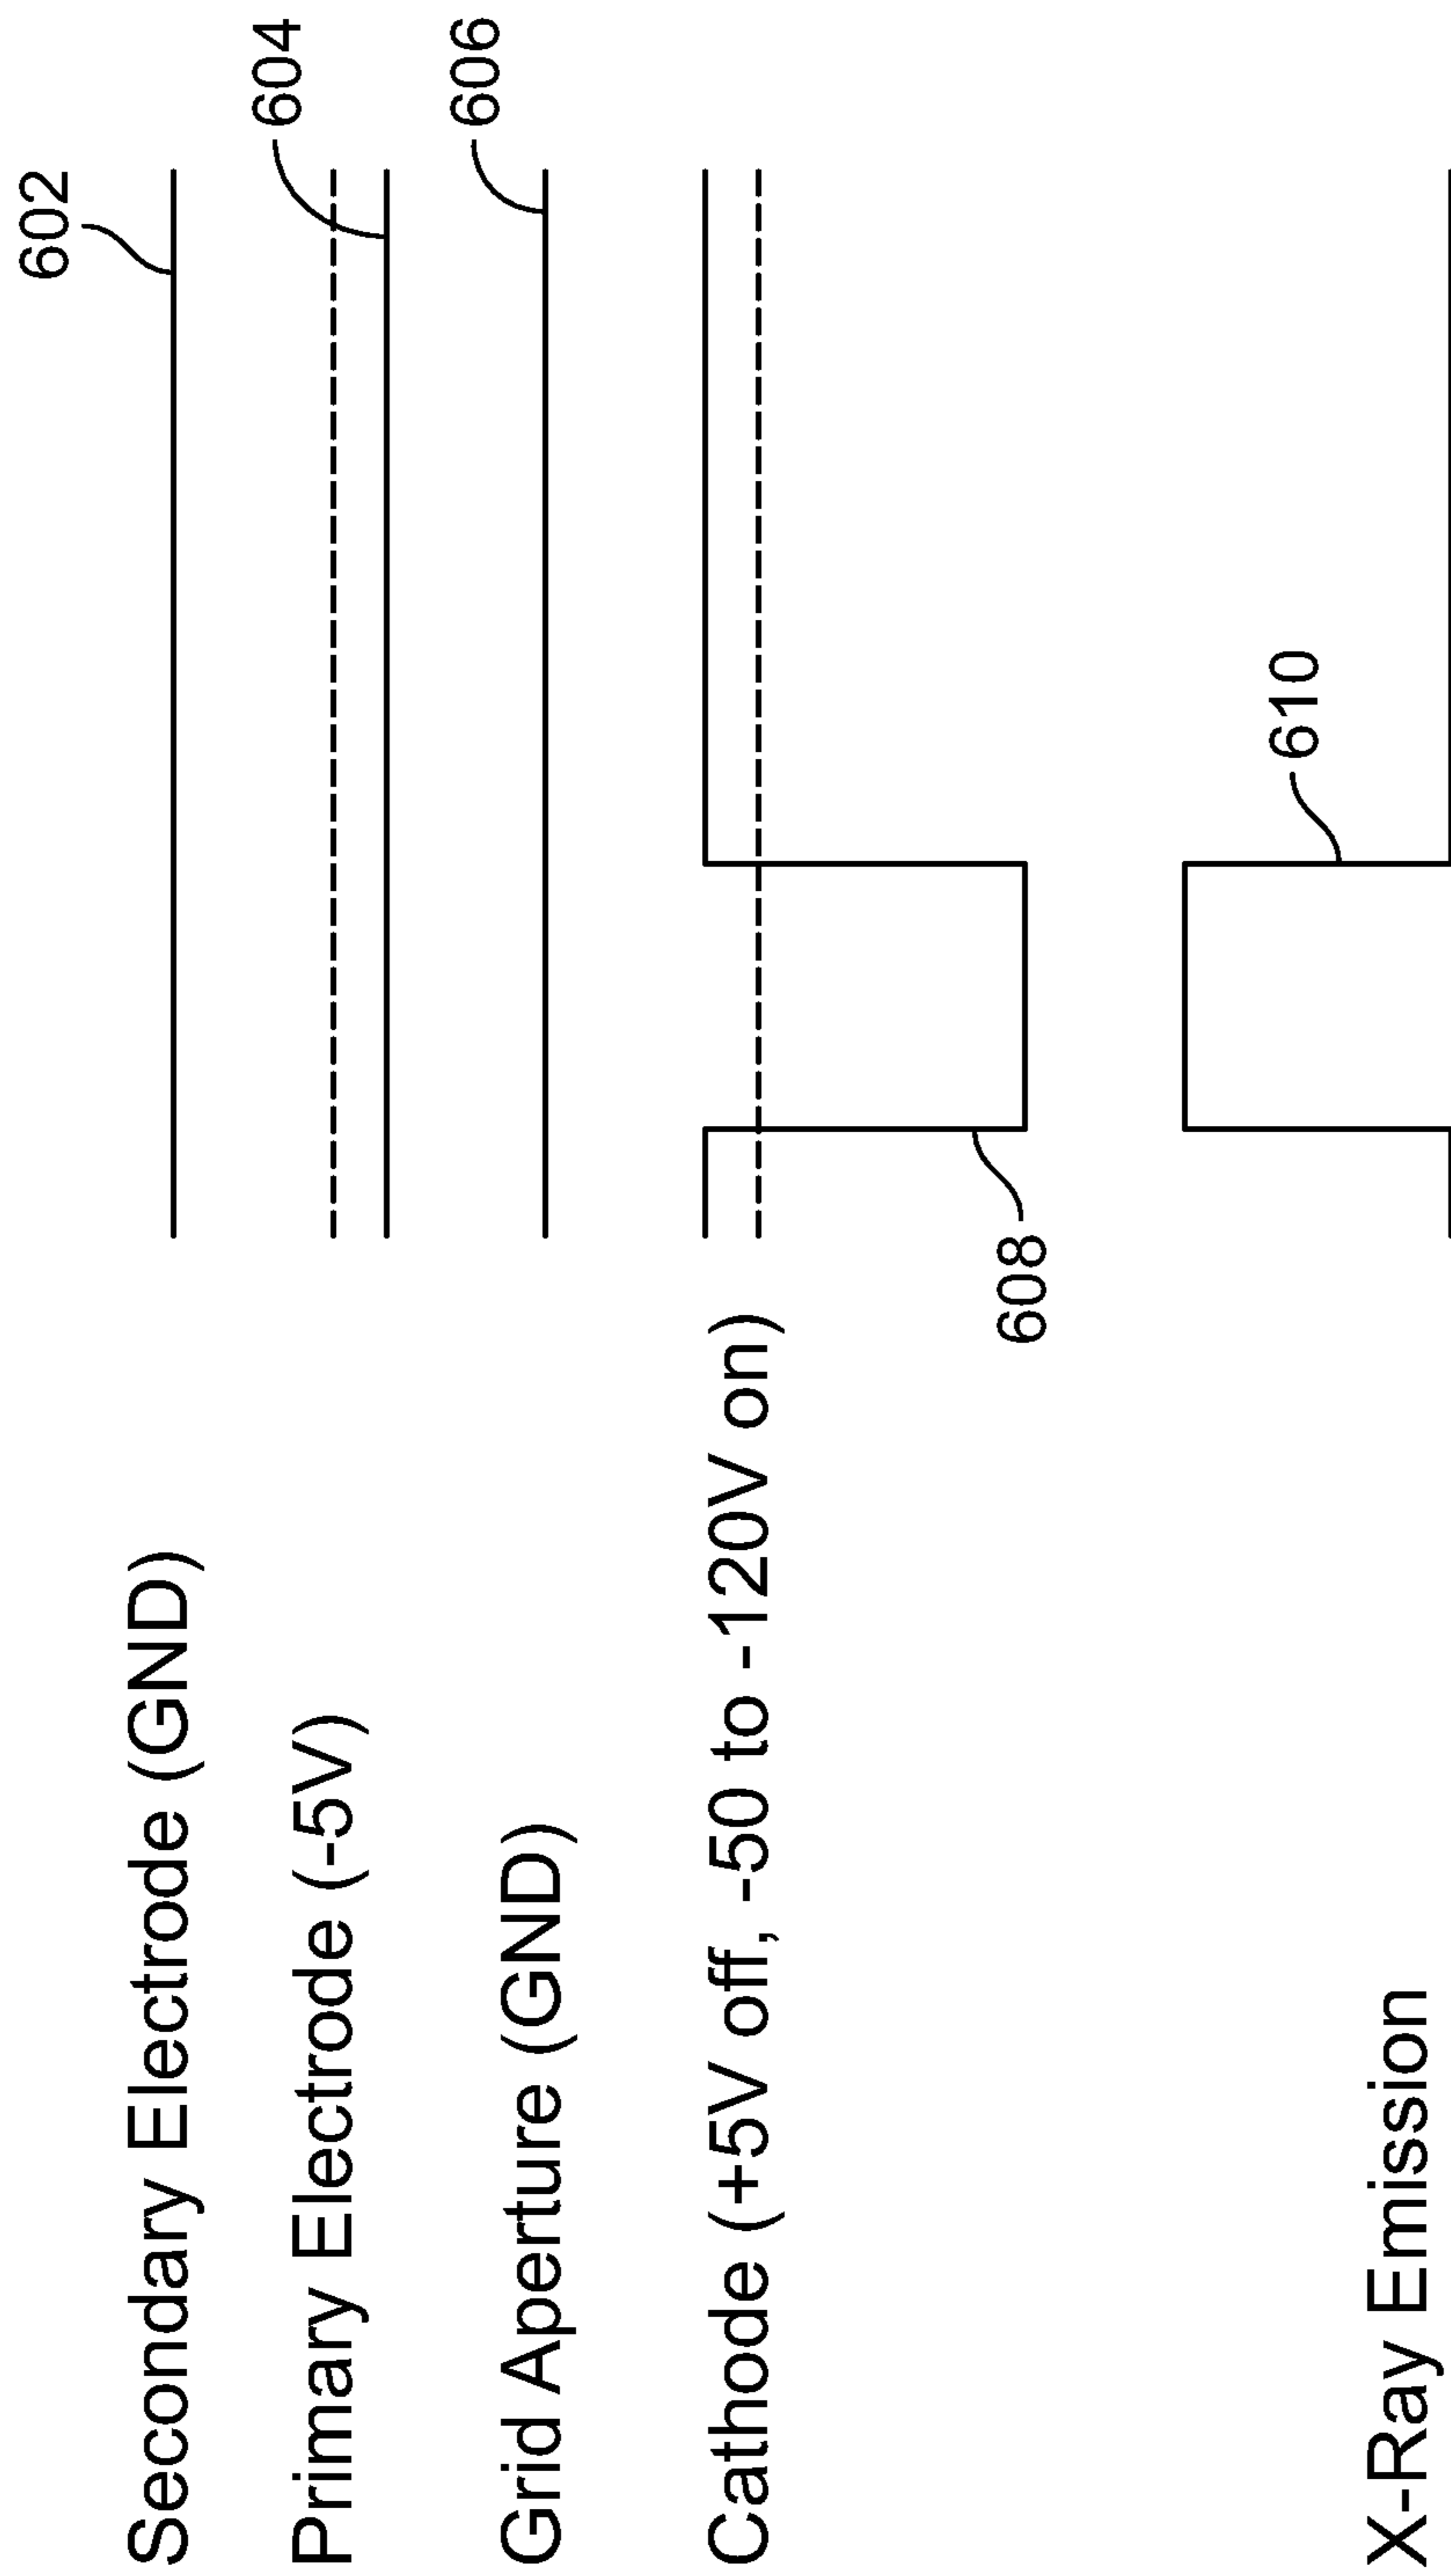 602
Secondary Electrode (GND)
604
Primary Electrode (-5V)
606
Grid Aperture (GND)
Cathode (+5V off, -50 to -120V on)
608
610
X-Ray Emission